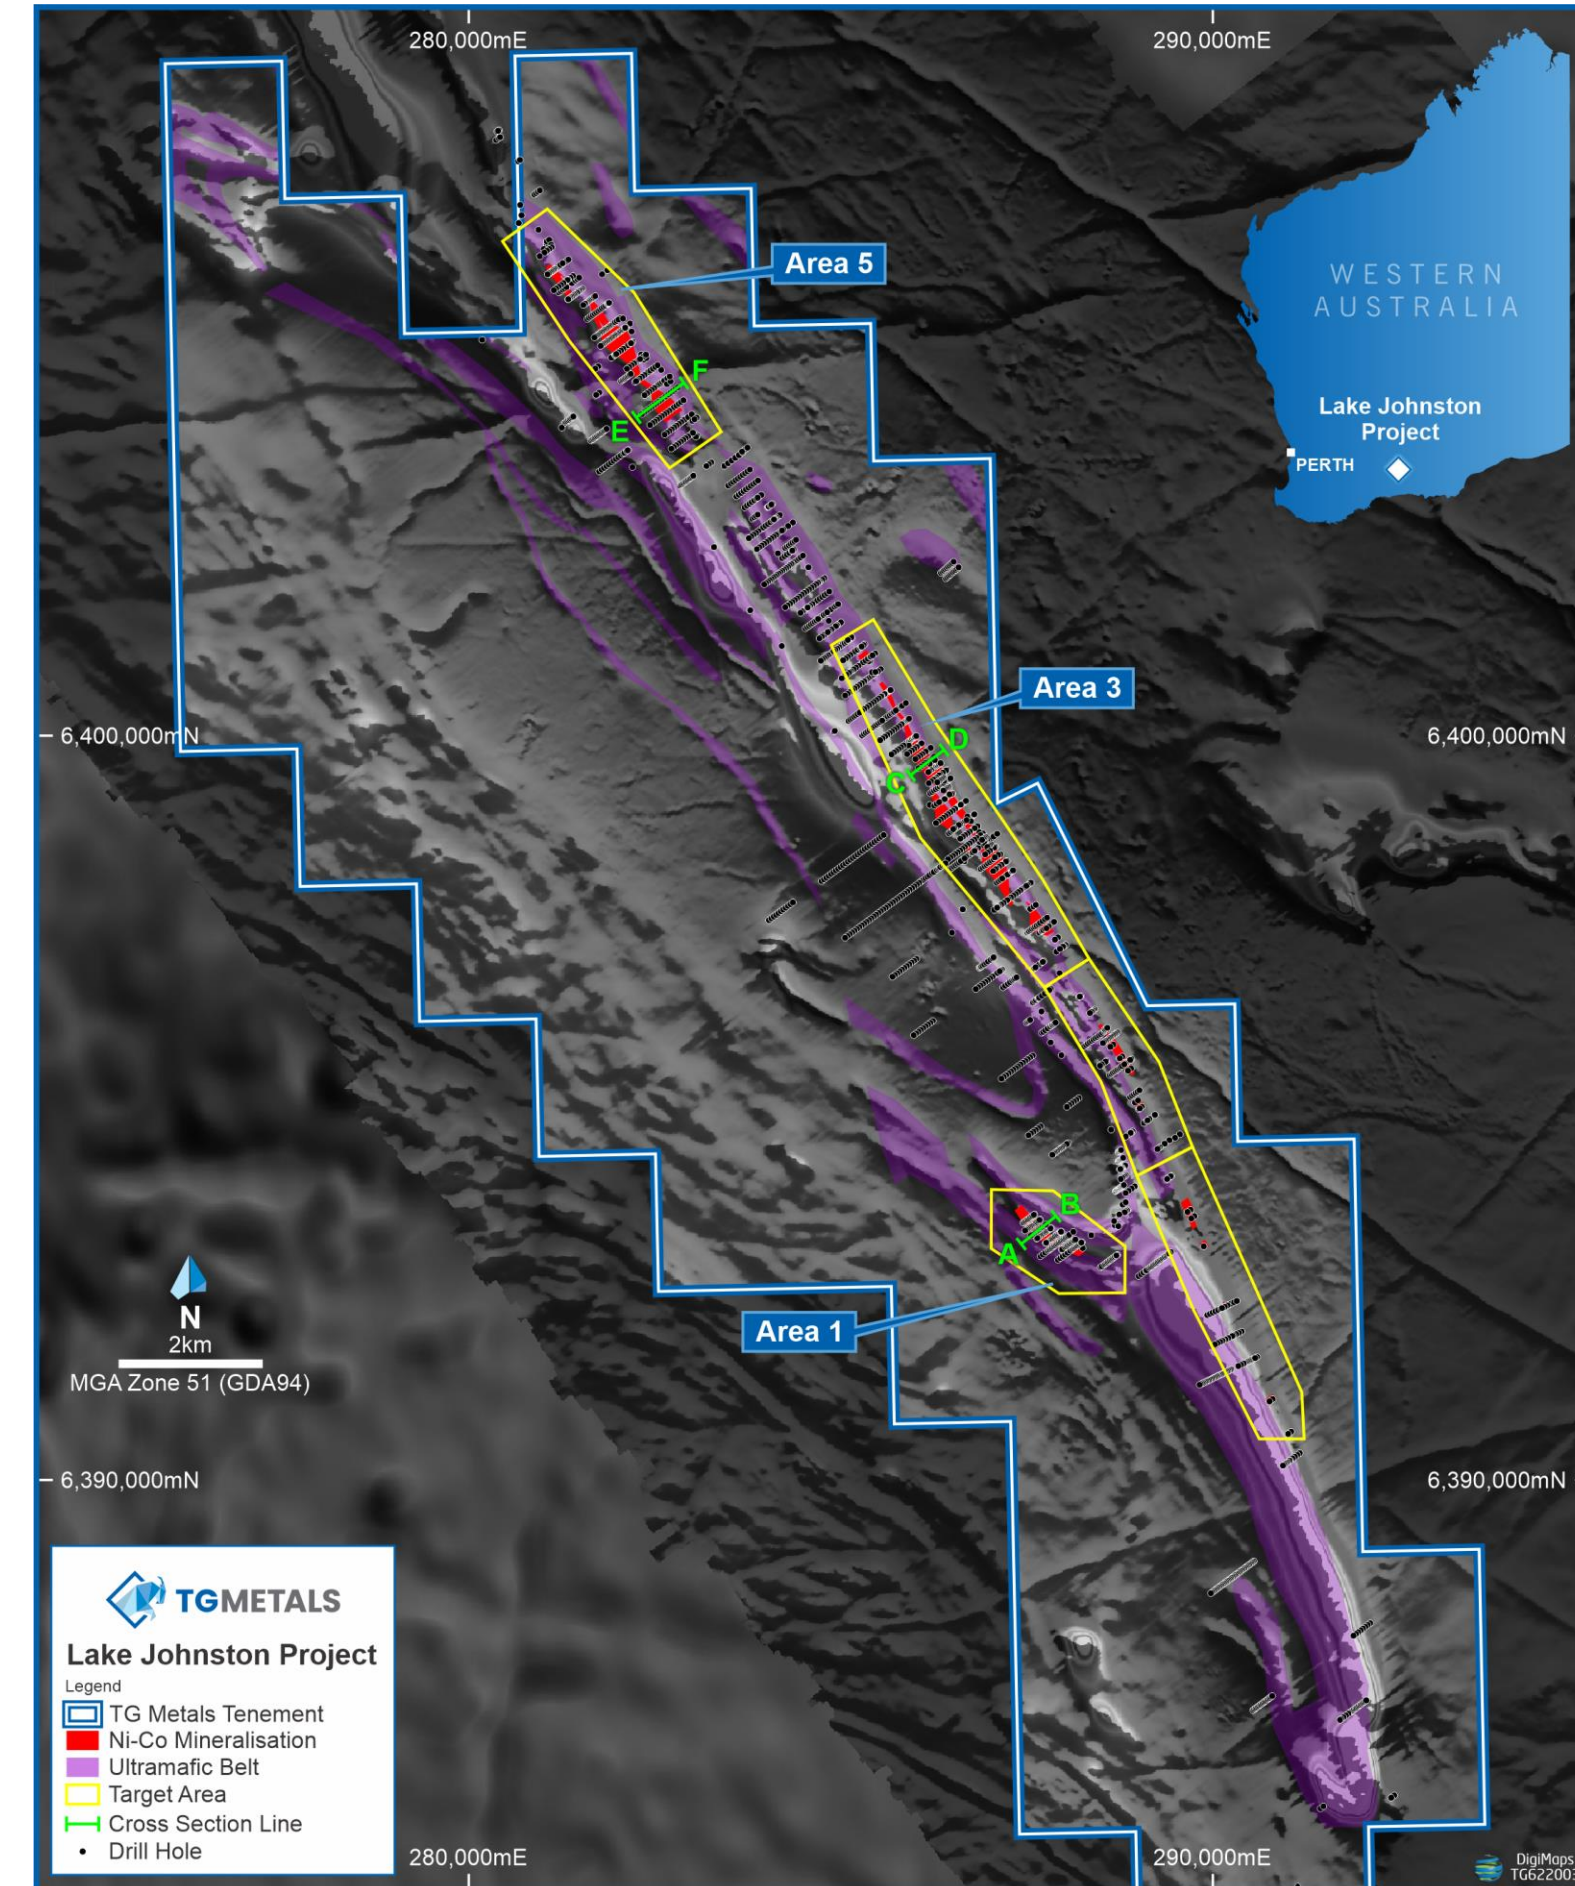 280,000mE
290,000mE
Area 5
WESTERN
AUSTRALIA
F
Lake Johnston
Project
E
PERTH
Area 3
6,400,000mN
D
6,400,000mN
C
B
A
Area 1
N
2km
MGA Zone 51 (GDA94)
6,390,000mN
6,390,000mN
TGMETALS
Lake Johnston Project
Legend
TG Metals Tenement
Ni-Co Mineralisation
Ultramafic Belt
Target Area
Cross Section Line
Drill Hole
280,000mE
290,000mE
DigiMaps